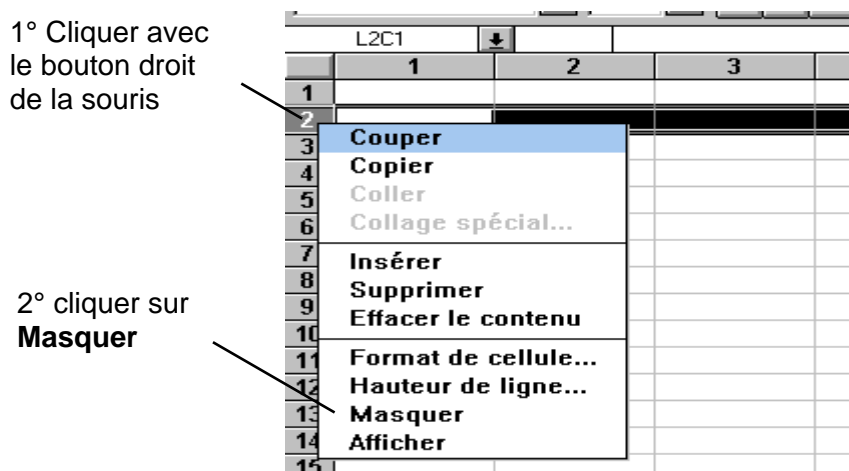 1° Cliquer avec
le bouton droit
de la souris
L2C1
1 2 3
1
2
3
4
5
6
7
8
9
10
11
12
13
14
15
Couper
Copier
Coller
Collage spécial...
Insérer
Supprimer
Effacer le contenu
Format de cellule...
Hauteur de ligne...
Masquer
Afficher
2° cliquer sur
Masquer